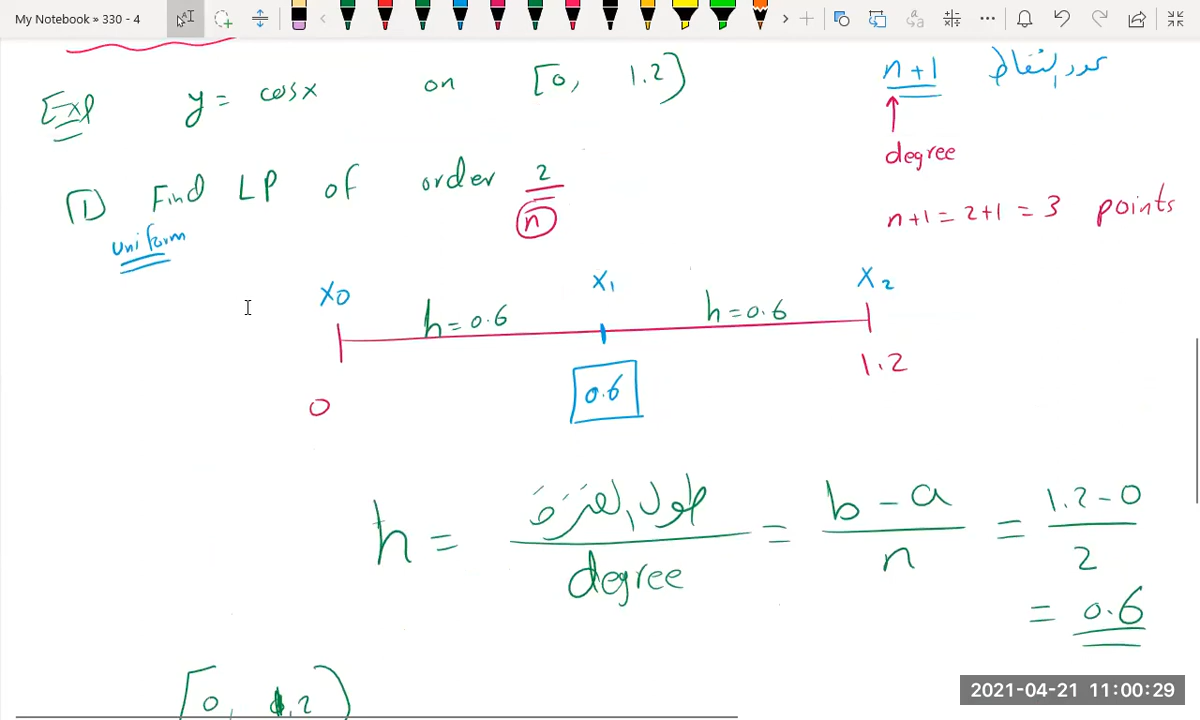 My Notebook » 330 - 4
Exp y = cosx on [0, 1.2]
n+1 عدد النقاط
degree
① Find LP of order 2
n
n+1 = 2+1 = 3 points
uniform
x0 x1 x2
h=0.6 h=0.6
0 0.6 1.2
h = طول الفترة / degree = b - a / n = 1.2 - 0 / 2
= 0.6
[0, 1.2]
2021-04-21 11:00:29